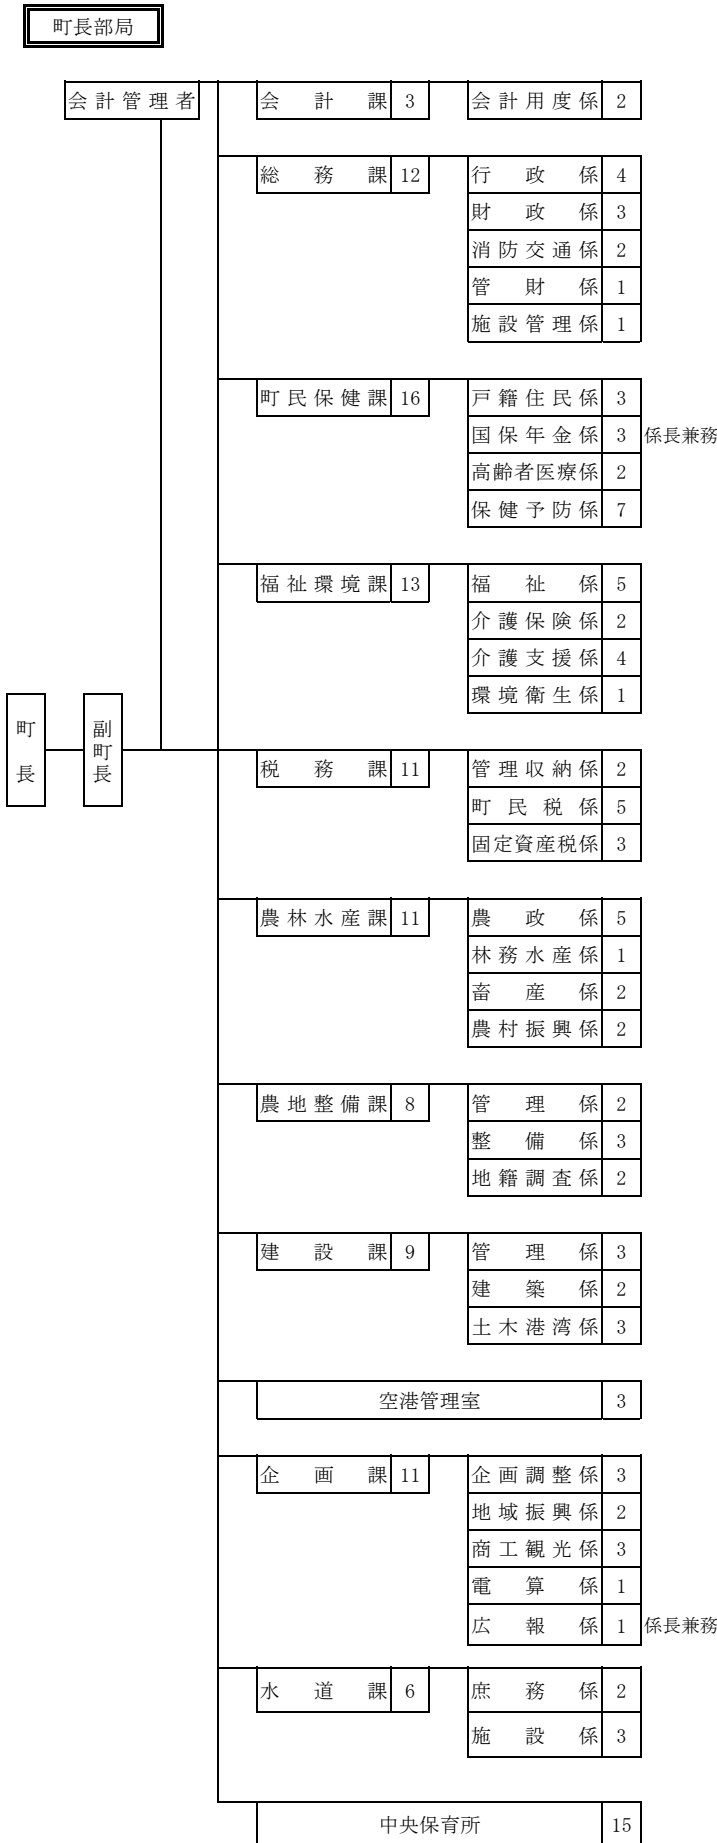 町長部局
会計管理者 会計課 3 会計用度係 2
総務課 12 行政係 4
財政係 3
消防交通係 2
管財係 1
施設管理係 1
町民保健課 16 戸籍住民係 3
国保年金係 3 係長兼務
高齢者医療係 2
保健予防係 7
福祉環境課 13 福祉係 5
介護保険係 2
介護支援係 4
環境衛生係 1
町長 副町長 税務課 11 管理収納係 2
町民税係 5
固定資産税係 3
農林水産課 11 農政係 5
林務水産係 1
畜産係 2
農村振興係 2
農地整備課 8 管理係 2
整備係 3
地籍調査係 2
建設課 9 管理係 3
建築係 2
土木港湾係 3
空港管理室 3
企画課 11 企画調整係 3
地域振興係 2
商工観光係 3
電算係 1
広報係 1 係長兼務
水道課 6 庶務係 2
施設係 3
中央保育所 15